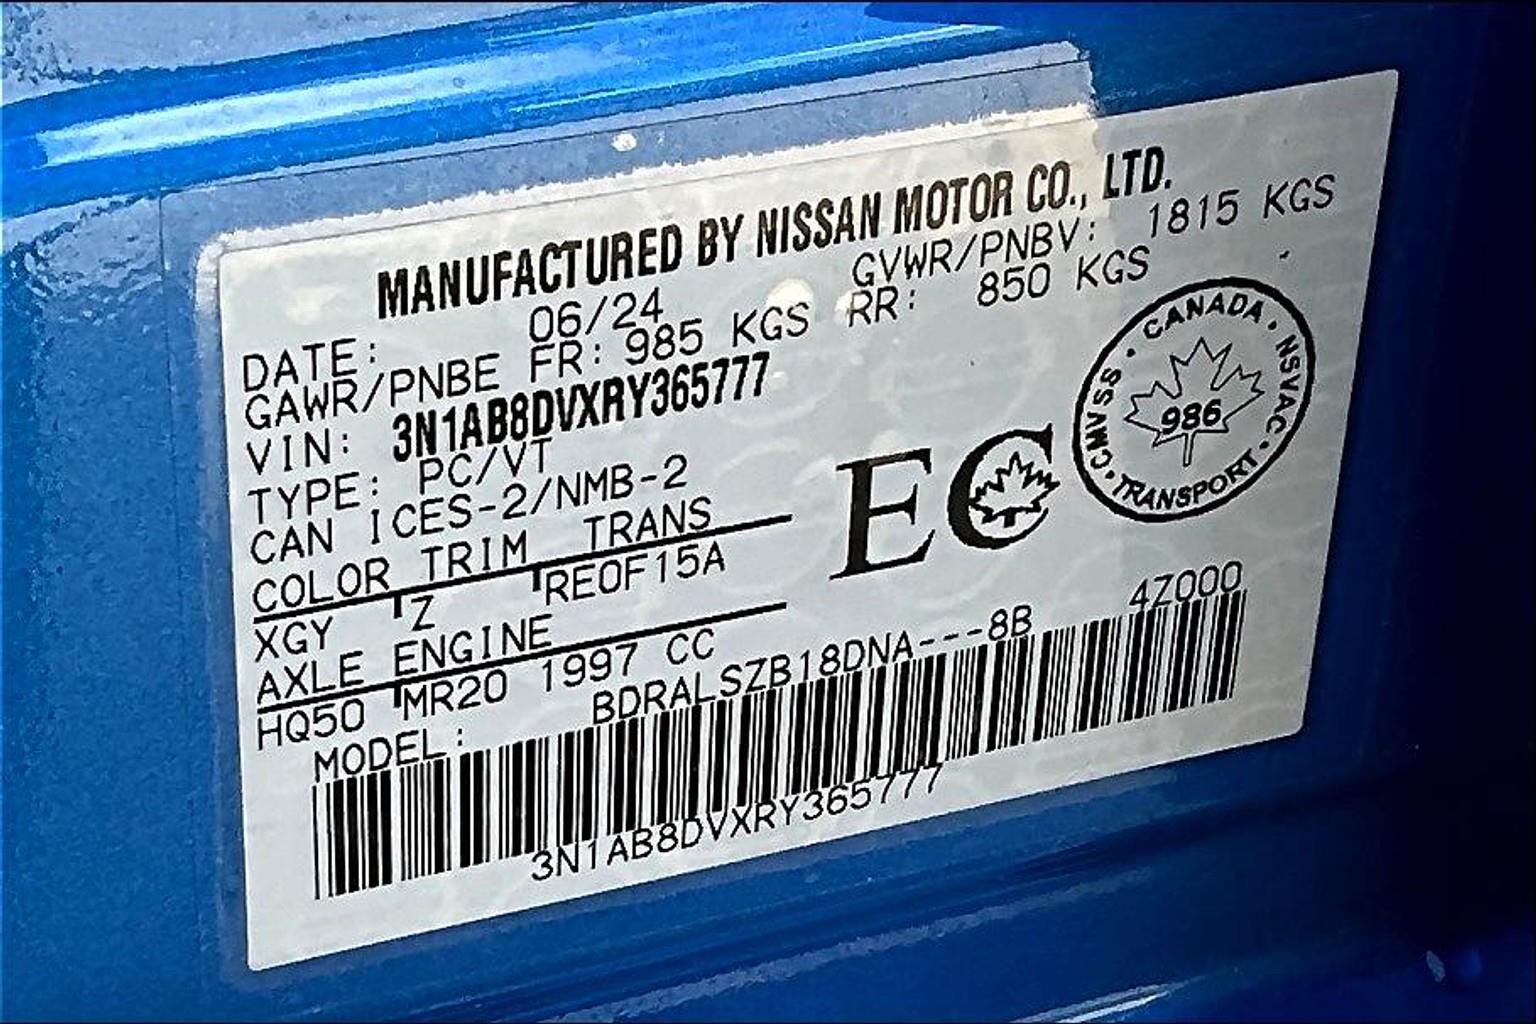 MANUFACTURED BY NISSAN MOTOR CO., LTD.
DATE: 06/24 GVWR/PNBV: 1815 KGS
GAWR/PNBE FR: 985 KGS RR: 850 KGS
VIN: 3N1AB8DVXRY365777
TYPE: PC/VT
CAN ICES-2/NMB-2
COLOR TRIM TRANS
XGY Z RE0F15A
AXLE ENGINE
HQ50 MR20 1997 CC
MODEL: BDRALSZB18DNA---8B 4Z000
3N1AB8DVXRY365777
EC
CANADA · NSVAC · TRANSPORT · CMVSS ·
986